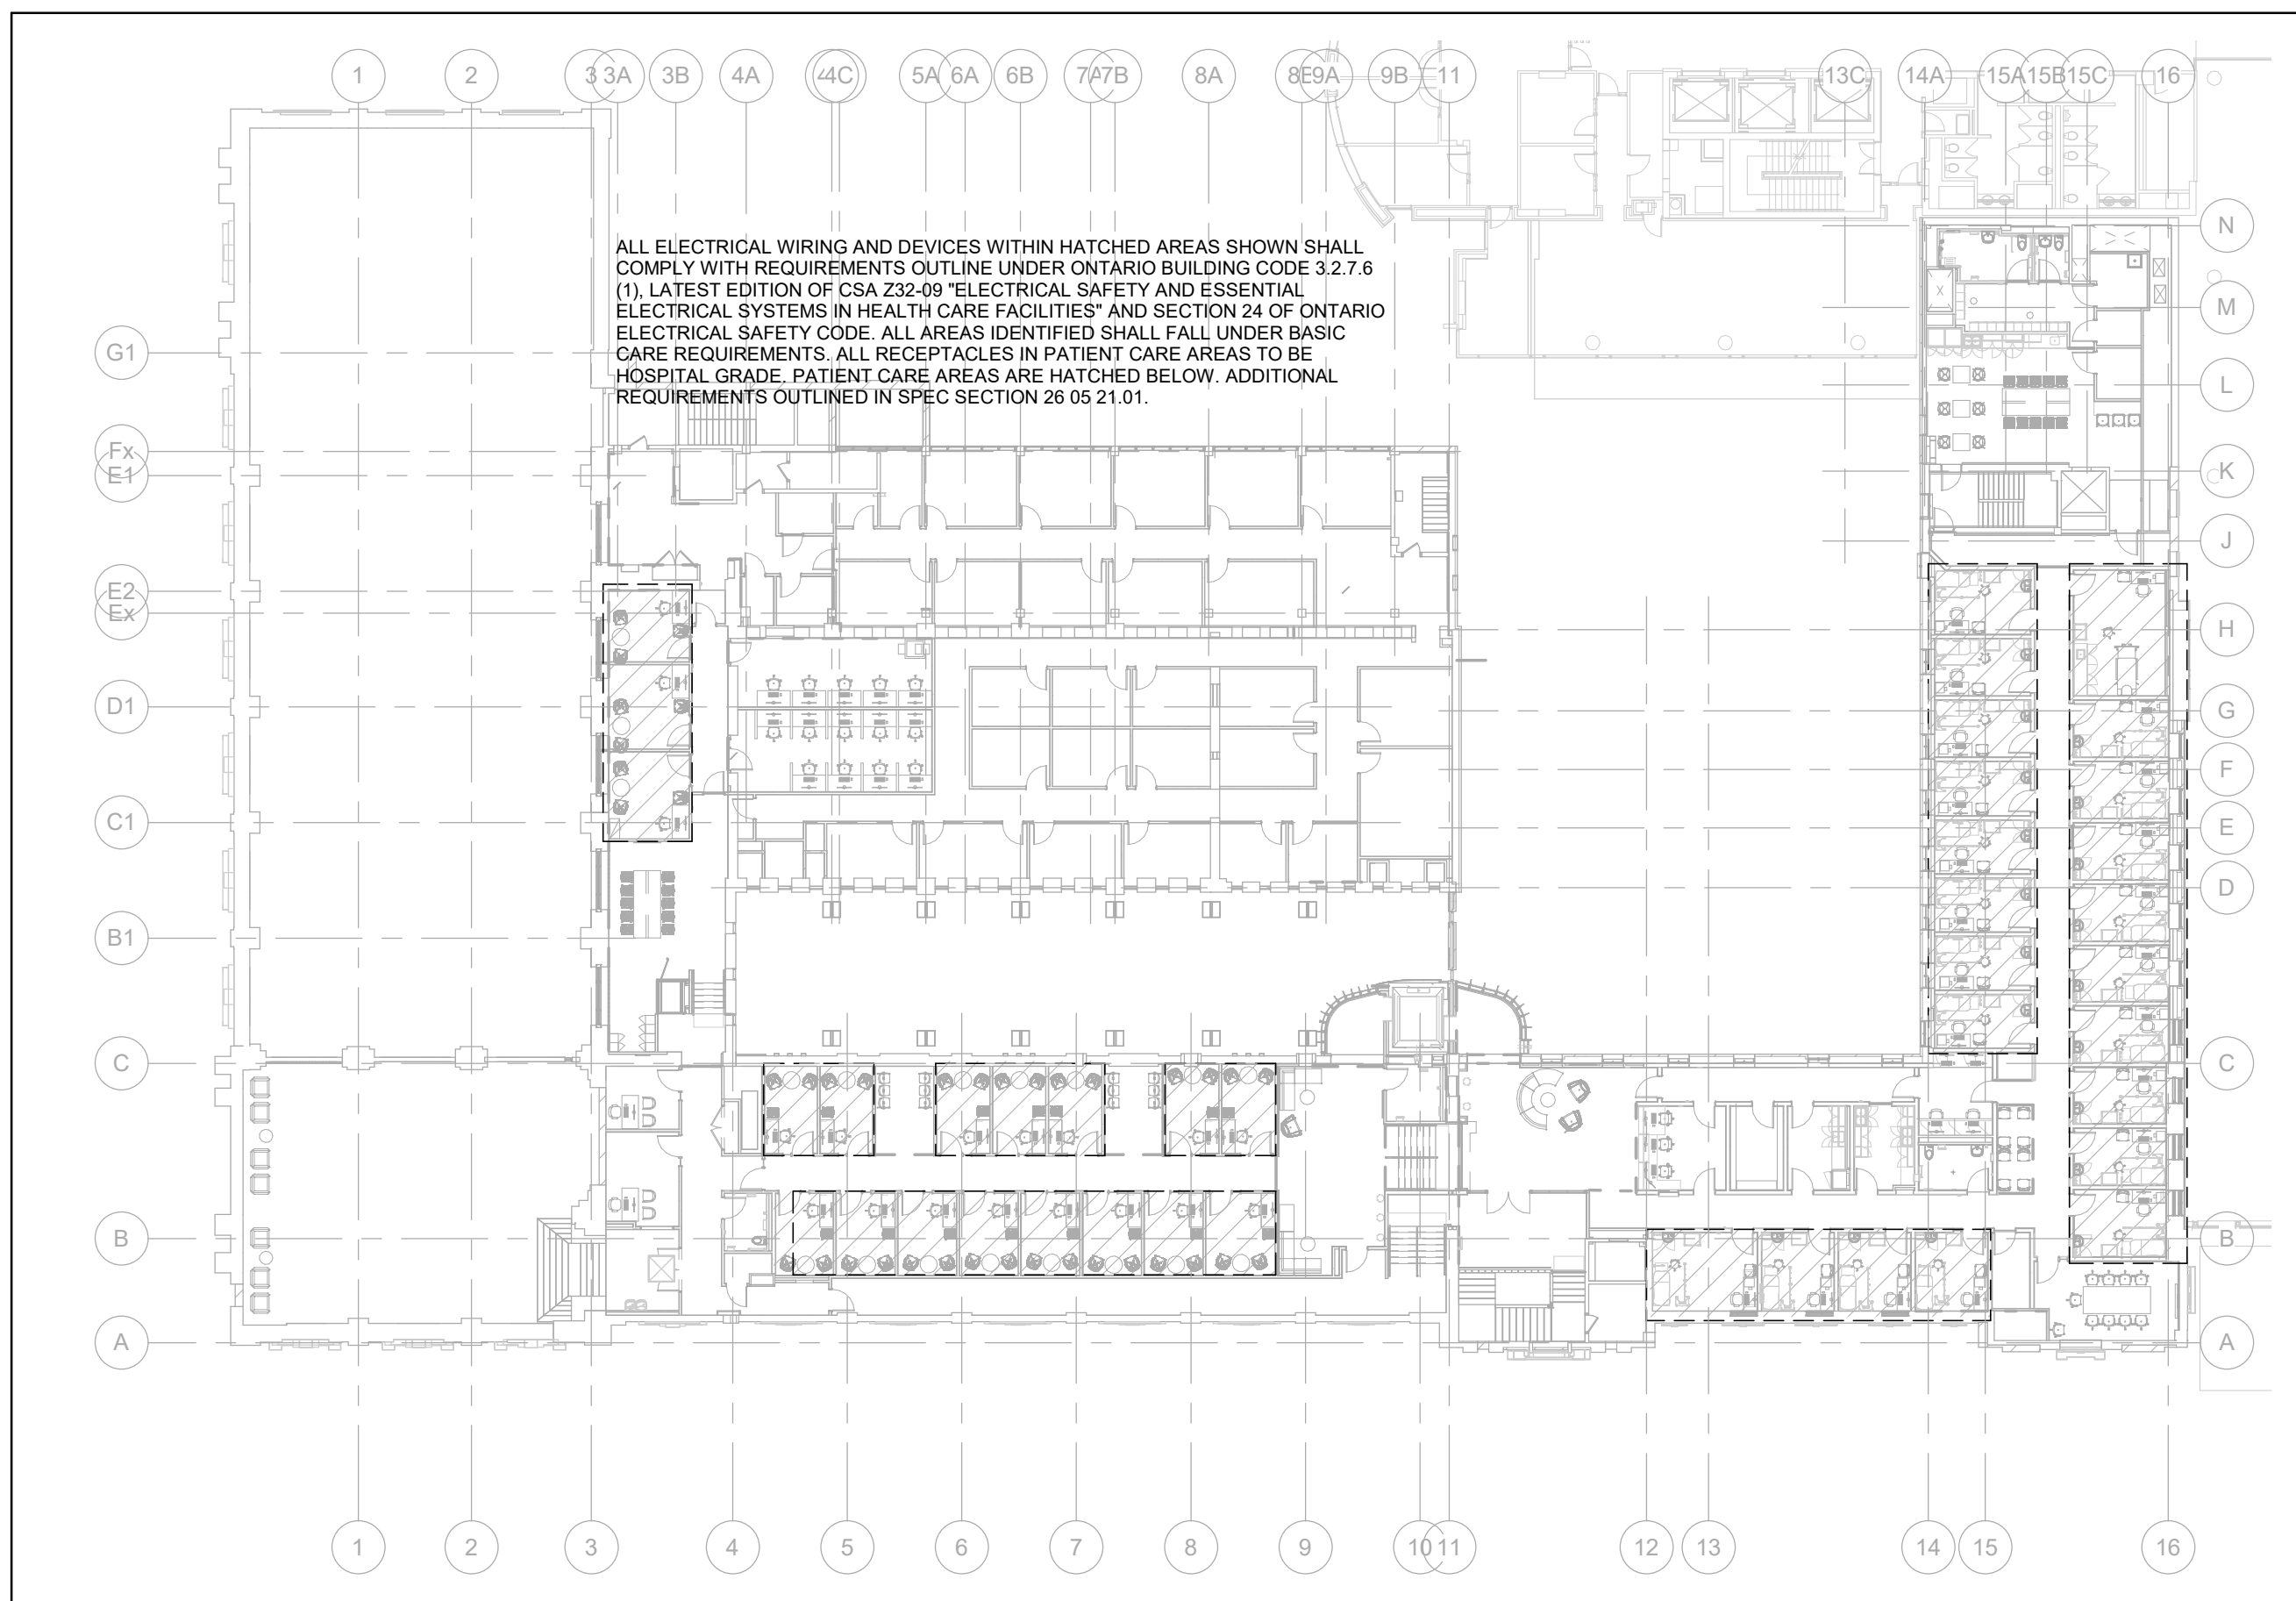 1
2
3
3A
3B
4A
4C
5A
6A
6B
7A
7B
8A
9A
9B
11
13C
14A
15A
15B
15C
16
ALL ELECTRICAL WIRING AND DEVICES WITHIN HATCHED AREAS SHOWN SHALL
COMPLY WITH REQUIREMENTS OUTLINE UNDER ONTARIO BUILDING CODE 3.2.7.6
(1), LATEST EDITION OF CSA Z32-09 "ELECTRICAL SAFETY AND ESSENTIAL
ELECTRICAL SYSTEMS IN HEALTH CARE FACILITIES" AND SECTION 24 OF ONTARIO
ELECTRICAL SAFETY CODE. ALL AREAS IDENTIFIED SHALL FALL UNDER BASIC
CARE REQUIREMENTS. ALL RECEPTACLES IN PATIENT CARE AREAS TO BE
HOSPITAL GRADE. PATIENT CARE AREAS ARE HATCHED BELOW. ADDITIONAL
REQUIREMENTS OUTLINED IN SPEC SECTION 26 05 21.01.
G1
Fx
E1
E2
Ex
D1
C1
B1
C
B
A
N
M
L
K
J
H
G
F
E
D
C
B
A
1
2
3
4
5
6
7
8
9
10
11
12
13
14
15
16